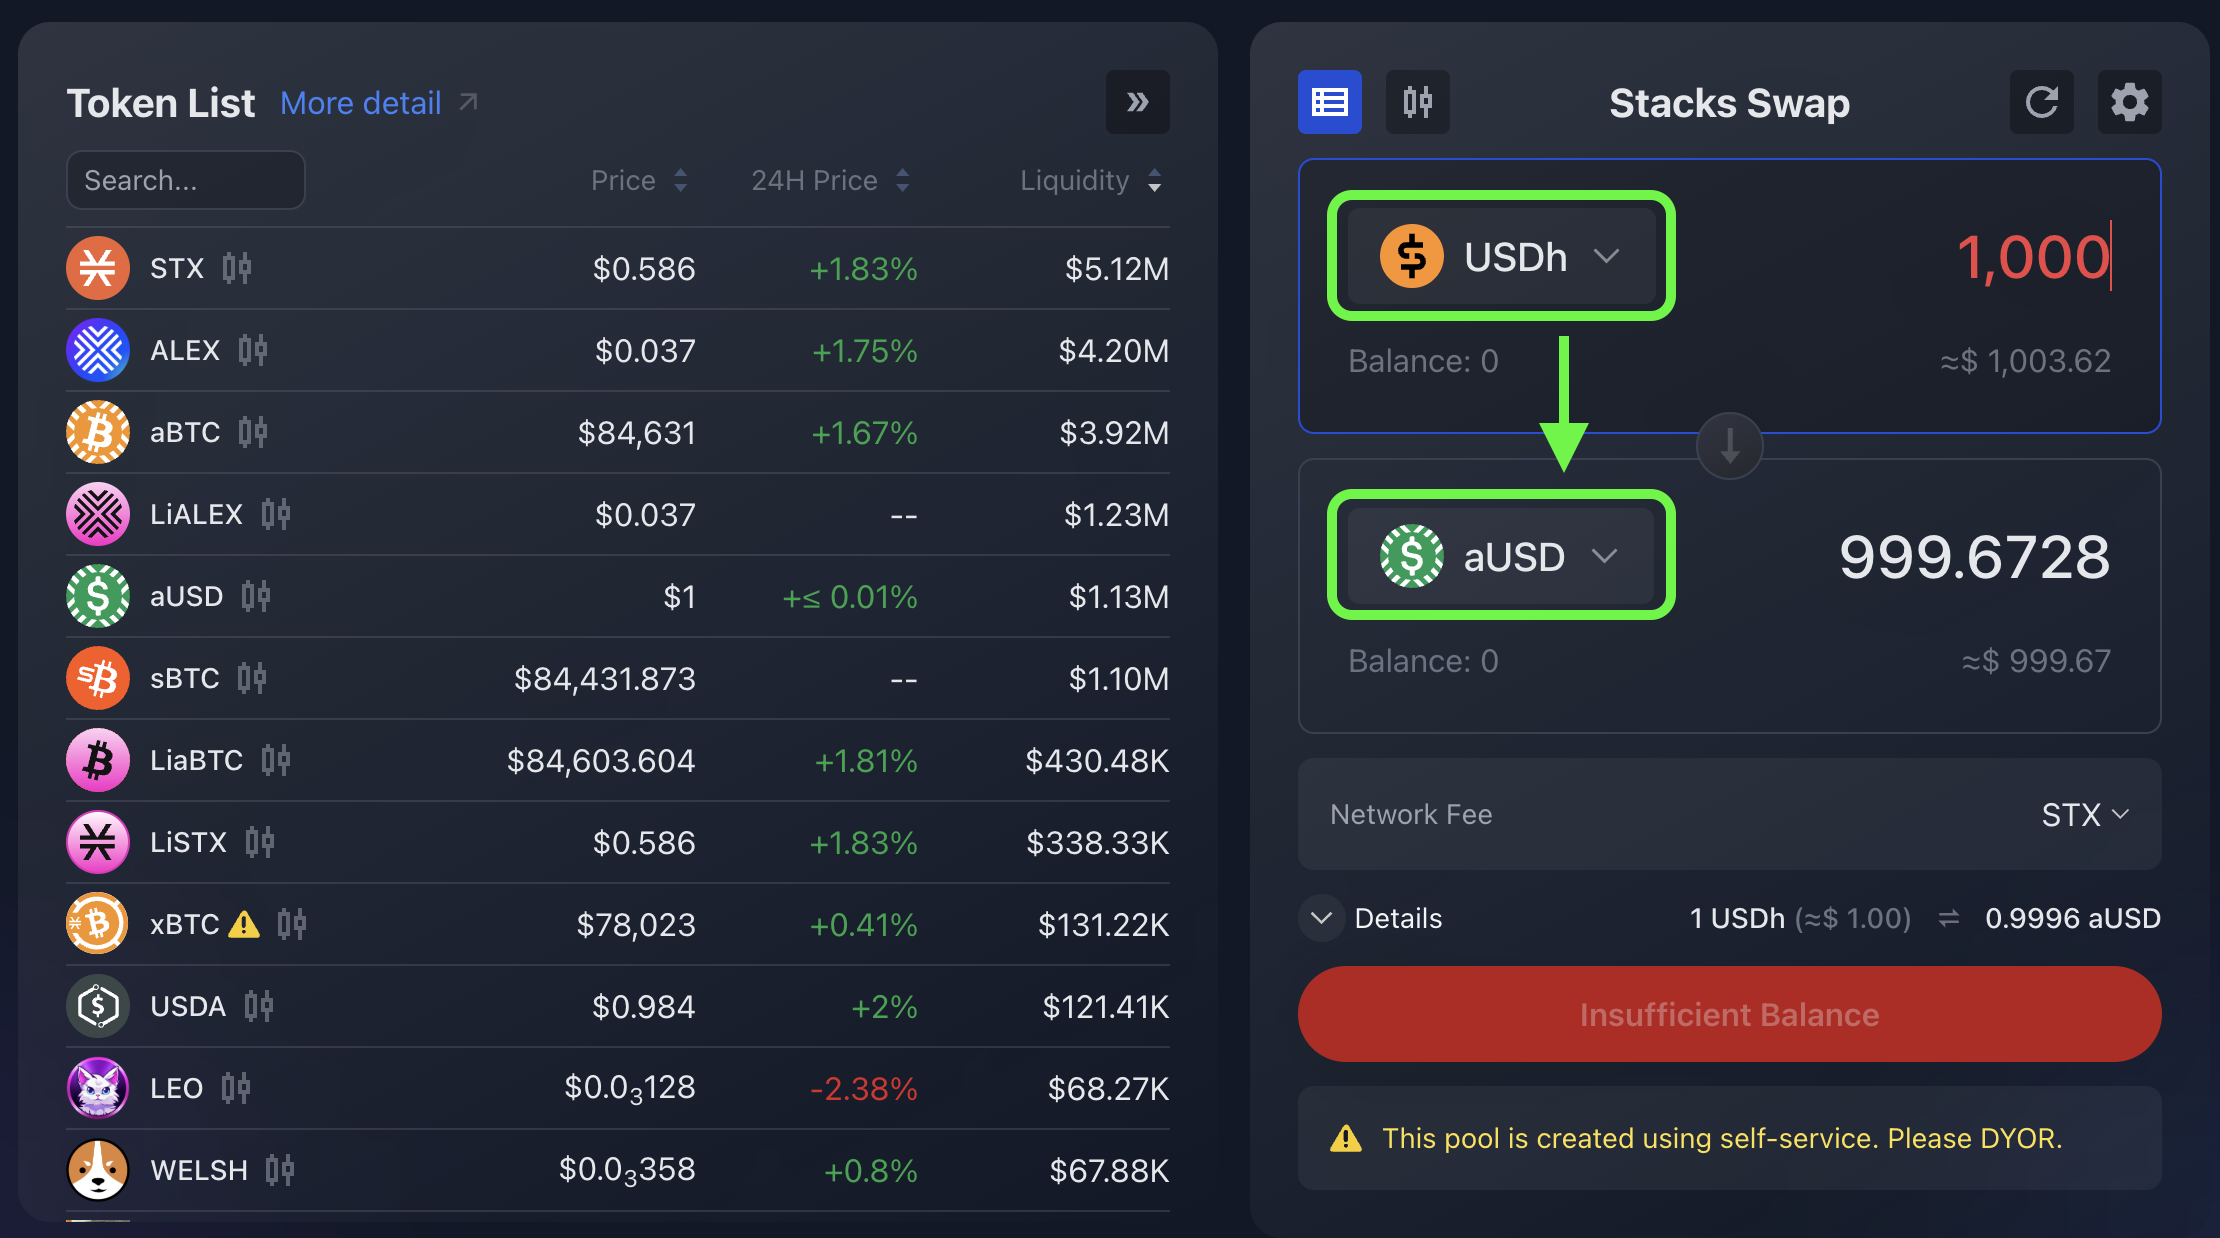 Token List More detail ↗ »
Search... Price 24H Price Liquidity
STX $0.586 +1.83% $5.12M
ALEX $0.037 +1.75% $4.20M
aBTC $84,631 +1.67% $3.92M
LiALEX $0.037 -- $1.23M
aUSD $1 +≤ 0.01% $1.13M
sBTC $84,431.873 -- $1.10M
LiaBTC $84,603.604 +1.81% $430.48K
LiSTX $0.586 +1.83% $338.33K
xBTC $78,023 +0.41% $131.22K
USDA $0.984 +2% $121.41K
LEO $0.0₃128 -2.38% $68.27K
WELSH $0.0₃358 +0.8% $67.88K
Stacks Swap
USDh 1,000
Balance: 0 ≈$ 1,003.62
aUSD 999.6728
Balance: 0 ≈$ 999.67
Network Fee STX
Details 1 USDh (≈$ 1.00) ⇌ 0.9996 aUSD
Insufficient Balance
This pool is created using self-service. Please DYOR.